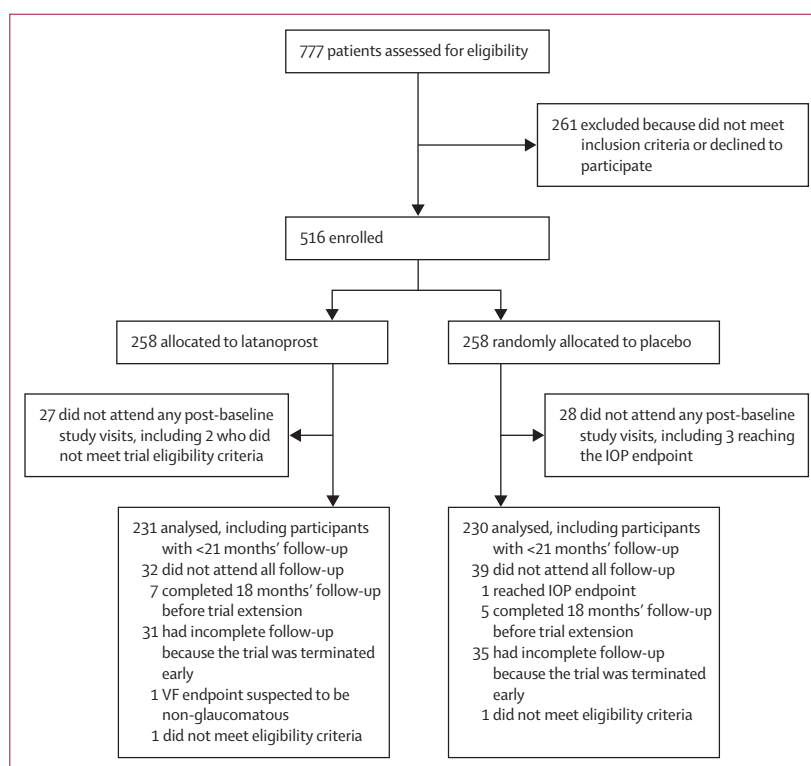 777 patients assessed for eligibility
261 excluded because did not meet
inclusion criteria or declined to
participate
516 enrolled
258 allocated to latanoprost
258 randomly allocated to placebo
27 did not attend any post-baseline
study visits, including 2 who did
not meet trial eligibility criteria
28 did not attend any post-baseline
study visits, including 3 reaching
the IOP endpoint
231 analysed, including participants
with <21 months’ follow-up
32 did not attend all follow-up
7 completed 18 months’ follow-up
before trial extension
31 had incomplete follow-up
because the trial was terminated
early
1 VF endpoint suspected to be
non-glaucomatous
1 did not meet eligibility criteria
230 analysed, including participants
with <21 months’ follow-up
39 did not attend all follow-up
1 reached IOP endpoint
5 completed 18 months’ follow-up
before trial extension
35 had incomplete follow-up
because the trial was terminated
early
1 did not meet eligibility criteria